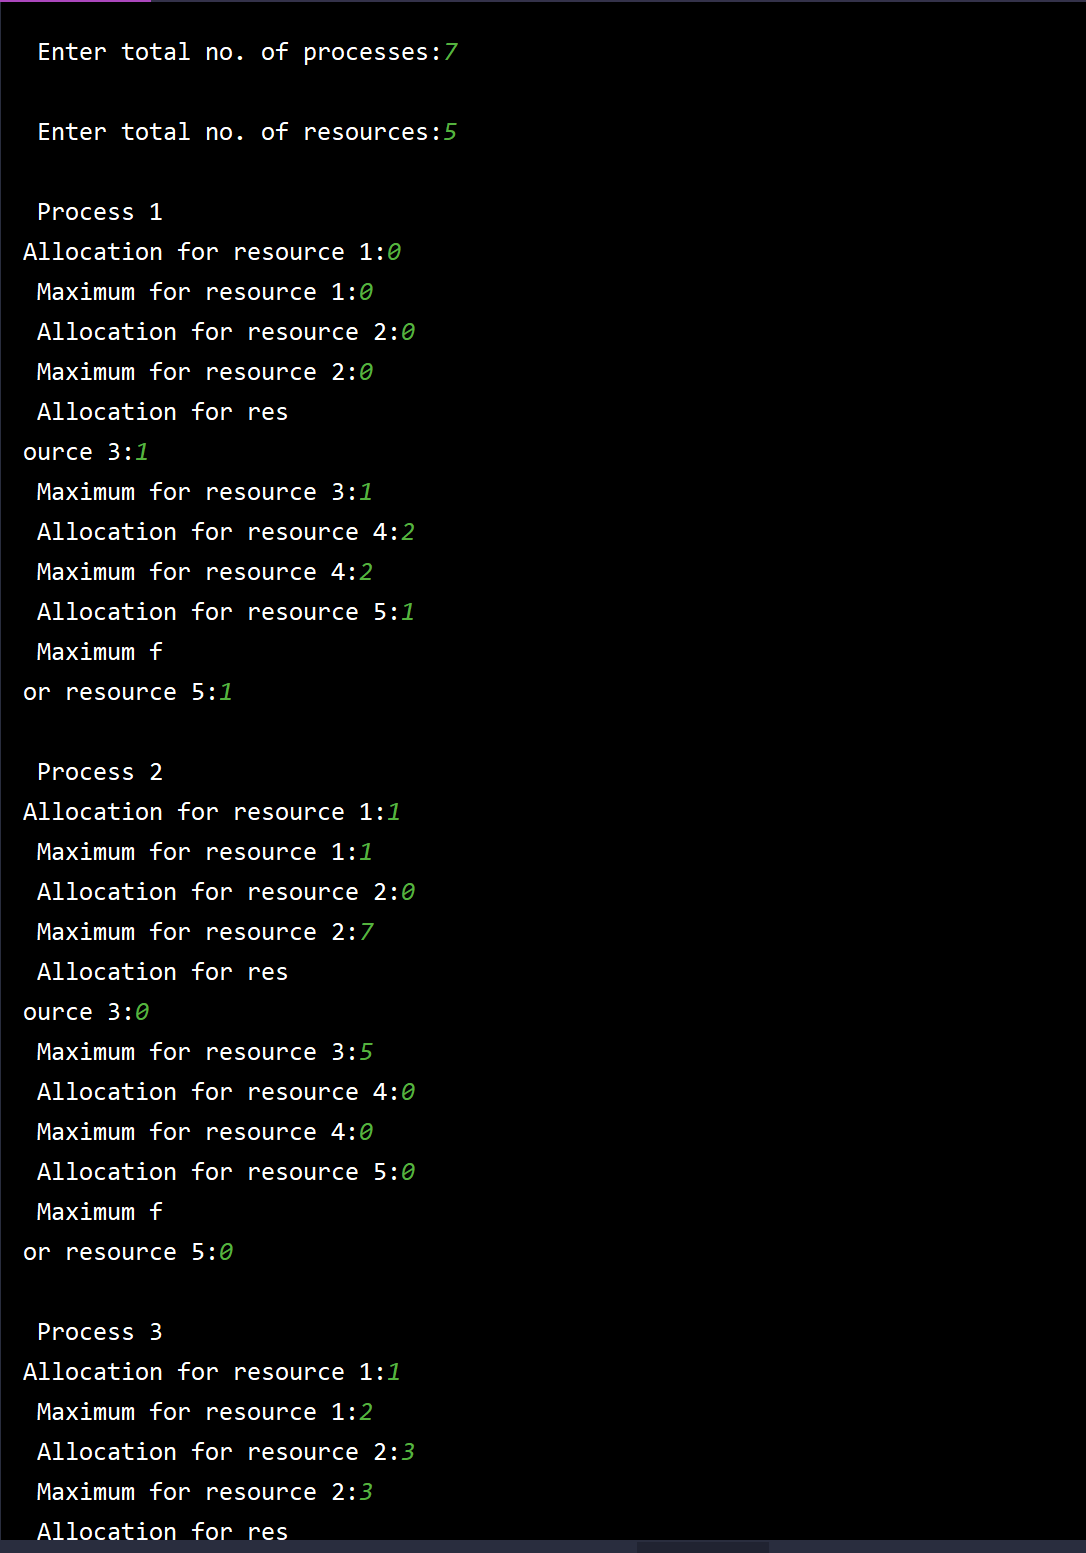 Enter total no. of processes:7
Enter total no. of resources:5
Process 1
Allocation for resource 1:0
Maximum for resource 1:0
Allocation for resource 2:0
Maximum for resource 2:0
Allocation for res
ource 3:1
Maximum for resource 3:1
Allocation for resource 4:2
Maximum for resource 4:2
Allocation for resource 5:1
Maximum f
or resource 5:1
Process 2
Allocation for resource 1:1
Maximum for resource 1:1
Allocation for resource 2:0
Maximum for resource 2:7
Allocation for res
ource 3:0
Maximum for resource 3:5
Allocation for resource 4:0
Maximum for resource 4:0
Allocation for resource 5:0
Maximum f
or resource 5:0
Process 3
Allocation for resource 1:1
Maximum for resource 1:2
Allocation for resource 2:3
Maximum for resource 2:3
Allocation for res